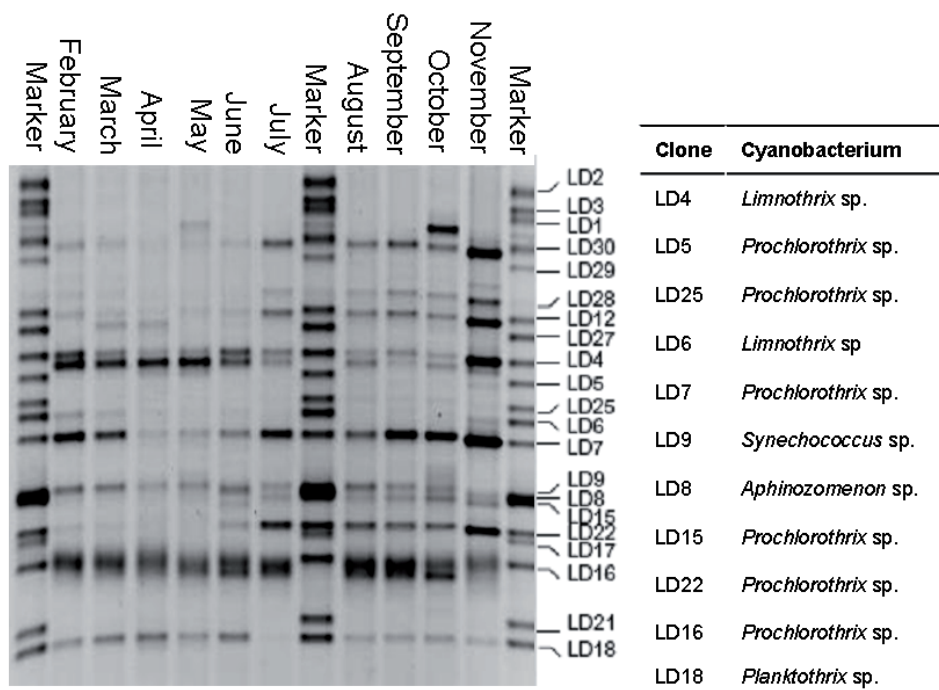 Marker
February
March
April
May
June
July
Marker
August
September
October
November
Marker
LD2
LD3
LD1
LD30
LD29
LD28
LD12
LD27
LD4
LD5
LD25
LD6
LD7
LD9
LD8
LD15
LD22
LD17
LD16
LD21
LD18
Clone Cyanobacterium
LD4 Limnothrix sp.
LD5 Prochlorothrix sp.
LD25 Prochlorothrix sp.
LD6 Limnothrix sp
LD7 Prochlorothrix sp.
LD9 Synechococcus sp.
LD8 Aphinozomenon sp.
LD15 Prochlorothrix sp.
LD22 Prochlorothrix sp.
LD16 Prochlorothrix sp.
LD18 Planktothrix sp.